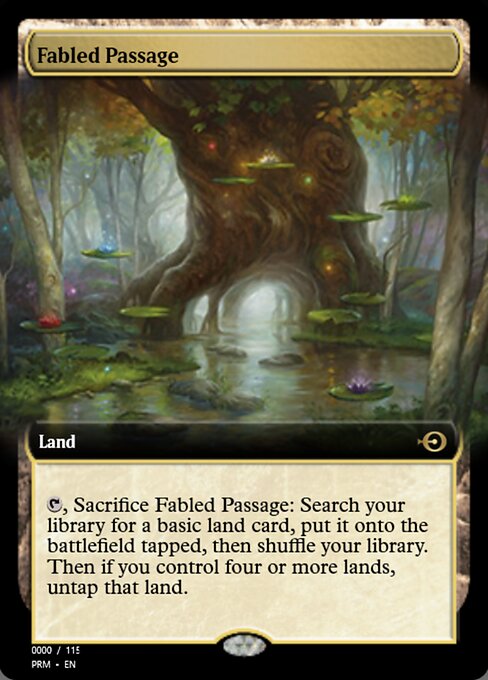 Fabled Passage
Land
, Sacrifice Fabled Passage: Search your
library for a basic land card, put it onto the
battlefield tapped, then shuffle your library.
Then if you control four or more lands,
untap that land.
0000 / 115
PRM • EN